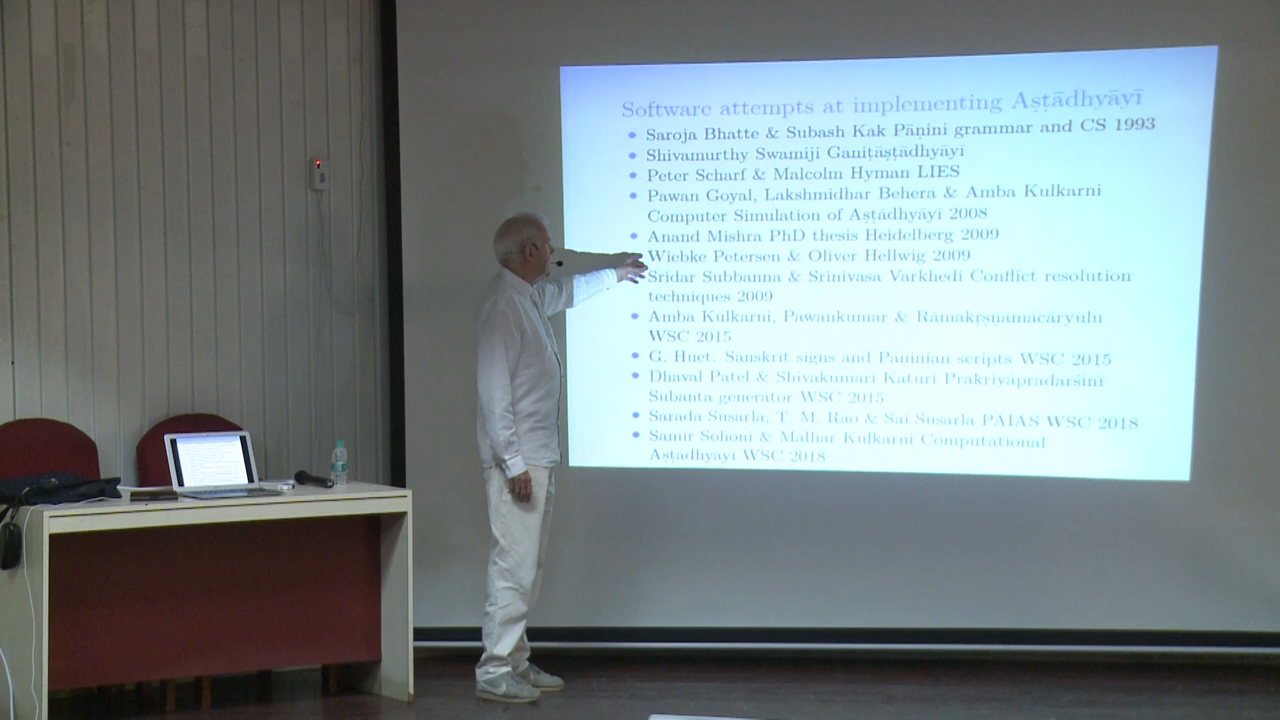 Software attempts at implementing Aṣṭādhyāyī
• Saroja Bhatte & Subash Kak Pāṇini grammar and CS 1993
• Shivamurthy Swamiji Gaṇitāṣṭādhyāyī
• Peter Scharf & Malcolm Hyman LIES
• Pawan Goyal, Lakshmidhar Behera & Amba Kulkarni
Computer Simulation of Aṣṭādhyāyī 2008
• Anand Mishra PhD thesis Heidelberg 2009
Wiebke Petersen & Oliver Hellwig 2009
Sridar Subbanna & Srinivasa Varkhedi Conflict resolution
techniques 2009
• Amba Kulkarni, Pawankumar & Rāmakṛṣṇamācāryulu
WSC 2015
• G. Huet. Sanskrit signs and Pāṇinian scripts WSC 2015
• Dhaval Patel & Shivakumari Katuri Prakriyāpradarśinī
Subanta generator WSC 2015
• Sarada Susarla, T. M. Rao & Sai Susarla PAIAS WSC 2018
• Samir Sohoni & Malhar Kulkarni Computational
Aṣṭādhyāyī WSC 2018